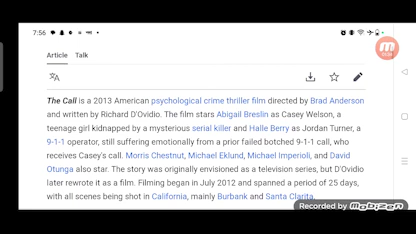 7:56
Article Talk
The Call is a 2013 American psychological crime thriller film directed by Brad Anderson
and written by Richard D'Ovidio. The film stars Abigail Breslin as Casey Welson, a
teenage girl kidnapped by a mysterious serial killer and Halle Berry as Jordan Turner, a
9-1-1 operator, still suffering emotionally from a prior failed botched 9-1-1 call, who
receives Casey's call. Morris Chestnut, Michael Eklund, Michael Imperioli, and David
Otunga also star. The story was originally envisioned as a television series, but D'Ovidio
later rewrote it as a film. Filming began in July 2012 and spanned a period of 25 days,
with all scenes being shot in California, mainly Burbank and Santa Clarita.
Recorded by Mobizen